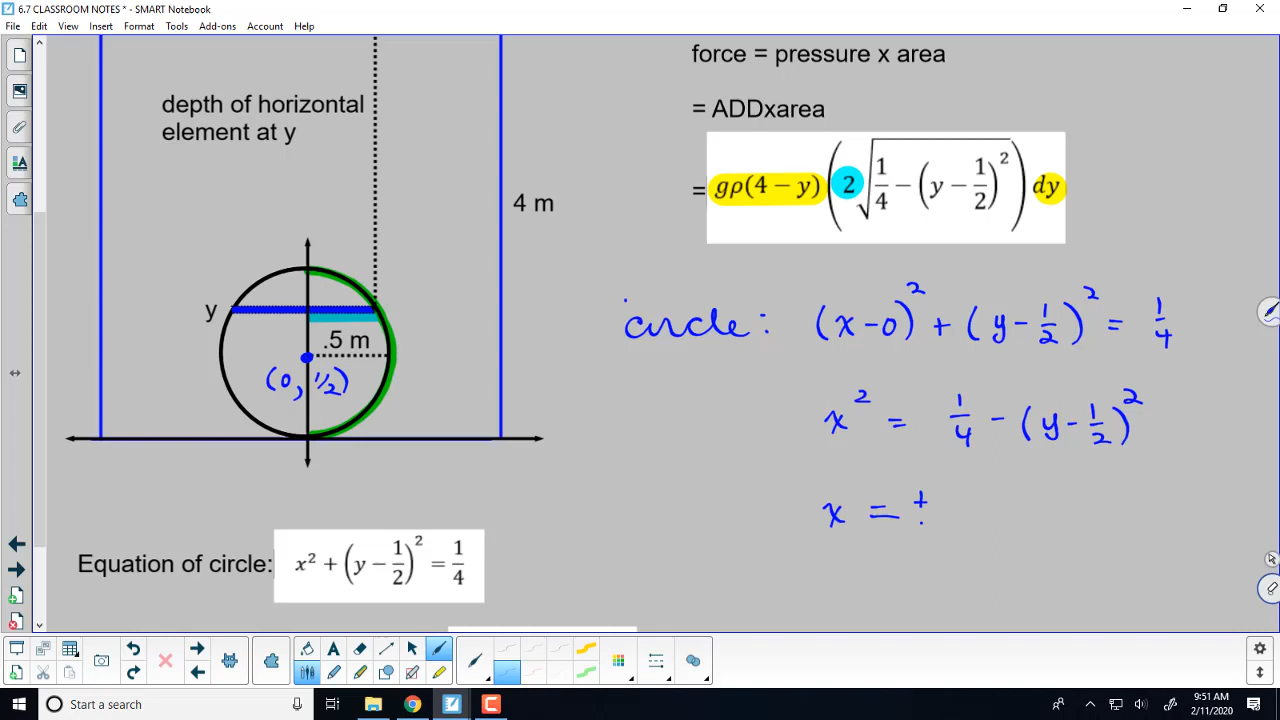 6.7 CLASSROOM NOTES * - SMART Notebook
File Edit View Insert Format Tools Add-ons Account Help
depth of horizontal
element at y
4 m
y
.5 m
(0, 1/2)
Equation of circle: x² + (y − 1/2)² = 1/4
force = pressure x area
= ADDxarea
= gρ(4 − y) (2√(1/4 − (y − 1/2)²)) dy
circle: (x-0)² + (y-1/2)² = 1/4
x² = 1/4 - (y-1/2)²
x = +
Start a search
9:51 AM
2/11/2020